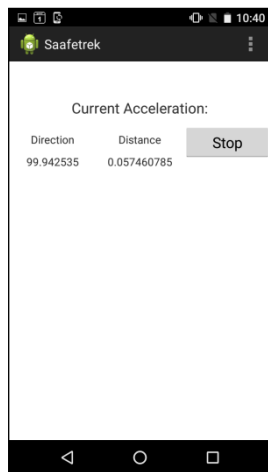 10:40
Saafetrek
Current Acceleration:
Direction Distance Stop
99.942535 0.057460785